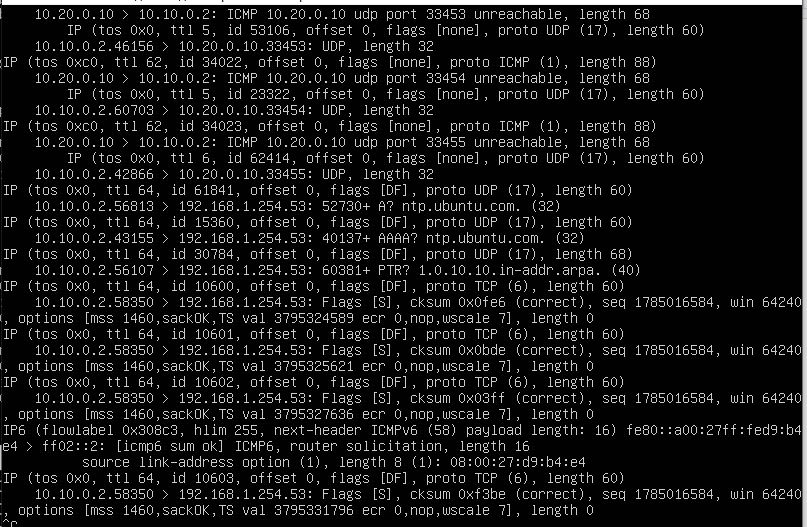 10.20.0.10 > 10.10.0.2: ICMP 10.20.0.10 udp port 33453 unreachable, length 68
IP (tos 0x0, ttl 5, id 53106, offset 0, flags [none], proto UDP (17), length 60)
10.10.0.2.46156 > 10.20.0.10.33453: UDP, length 32
IP (tos 0xc0, ttl 62, id 34022, offset 0, flags [none], proto ICMP (1), length 88)
10.20.0.10 > 10.10.0.2: ICMP 10.20.0.10 udp port 33454 unreachable, length 68
IP (tos 0x0, ttl 5, id 23322, offset 0, flags [none], proto UDP (17), length 60)
10.10.0.2.60703 > 10.20.0.10.33454: UDP, length 32
IP (tos 0xc0, ttl 62, id 34023, offset 0, flags [none], proto ICMP (1), length 88)
10.20.0.10 > 10.10.0.2: ICMP 10.20.0.10 udp port 33455 unreachable, length 68
IP (tos 0x0, ttl 6, id 62414, offset 0, flags [none], proto UDP (17), length 60)
10.10.0.2.42866 > 10.20.0.10.33455: UDP, length 32
IP (tos 0x0, ttl 64, id 61841, offset 0, flags [DF], proto UDP (17), length 60)
10.10.0.2.56813 > 192.168.1.254.53: 52730+ A? ntp.ubuntu.com. (32)
IP (tos 0x0, ttl 64, id 15360, offset 0, flags [DF], proto UDP (17), length 60)
10.10.0.2.43155 > 192.168.1.254.53: 40137+ AAAA? ntp.ubuntu.com. (32)
IP (tos 0x0, ttl 64, id 30784, offset 0, flags [DF], proto UDP (17), length 68)
10.10.0.2.56107 > 192.168.1.254.53: 60381+ PTR? 1.0.10.10.in-addr.arpa. (40)
IP (tos 0x0, ttl 64, id 10600, offset 0, flags [DF], proto TCP (6), length 60)
10.10.0.2.58350 > 192.168.1.254.53: Flags [S], cksum 0x0fe6 (correct), seq 1785016584, win 64240
, options [mss 1460,sackOK,TS val 3795324589 ecr 0,nop,wscale 7], length 0
IP (tos 0x0, ttl 64, id 10601, offset 0, flags [DF], proto TCP (6), length 60)
10.10.0.2.58350 > 192.168.1.254.53: Flags [S], cksum 0x0bde (correct), seq 1785016584, win 64240
, options [mss 1460,sackOK,TS val 3795325621 ecr 0,nop,wscale 7], length 0
IP (tos 0x0, ttl 64, id 10602, offset 0, flags [DF], proto TCP (6), length 60)
10.10.0.2.58350 > 192.168.1.254.53: Flags [S], cksum 0x03ff (correct), seq 1785016584, win 64240
, options [mss 1460,sackOK,TS val 3795327636 ecr 0,nop,wscale 7], length 0
IP6 (flowlabel 0x308c3, hlim 255, next-header ICMPv6 (58) payload length: 16) fe80::a00:27ff:fed9:b4
e4 > ff02::2: [icmp6 sum ok] ICMP6, router solicitation, length 16
source link-address option (1), length 8 (1): 08:00:27:d9:b4:e4
IP (tos 0x0, ttl 64, id 10603, offset 0, flags [DF], proto TCP (6), length 60)
10.10.0.2.58350 > 192.168.1.254.53: Flags [S], cksum 0xf3be (correct), seq 1785016584, win 64240
, options [mss 1460,sackOK,TS val 3795331796 ecr 0,nop,wscale 7], length 0